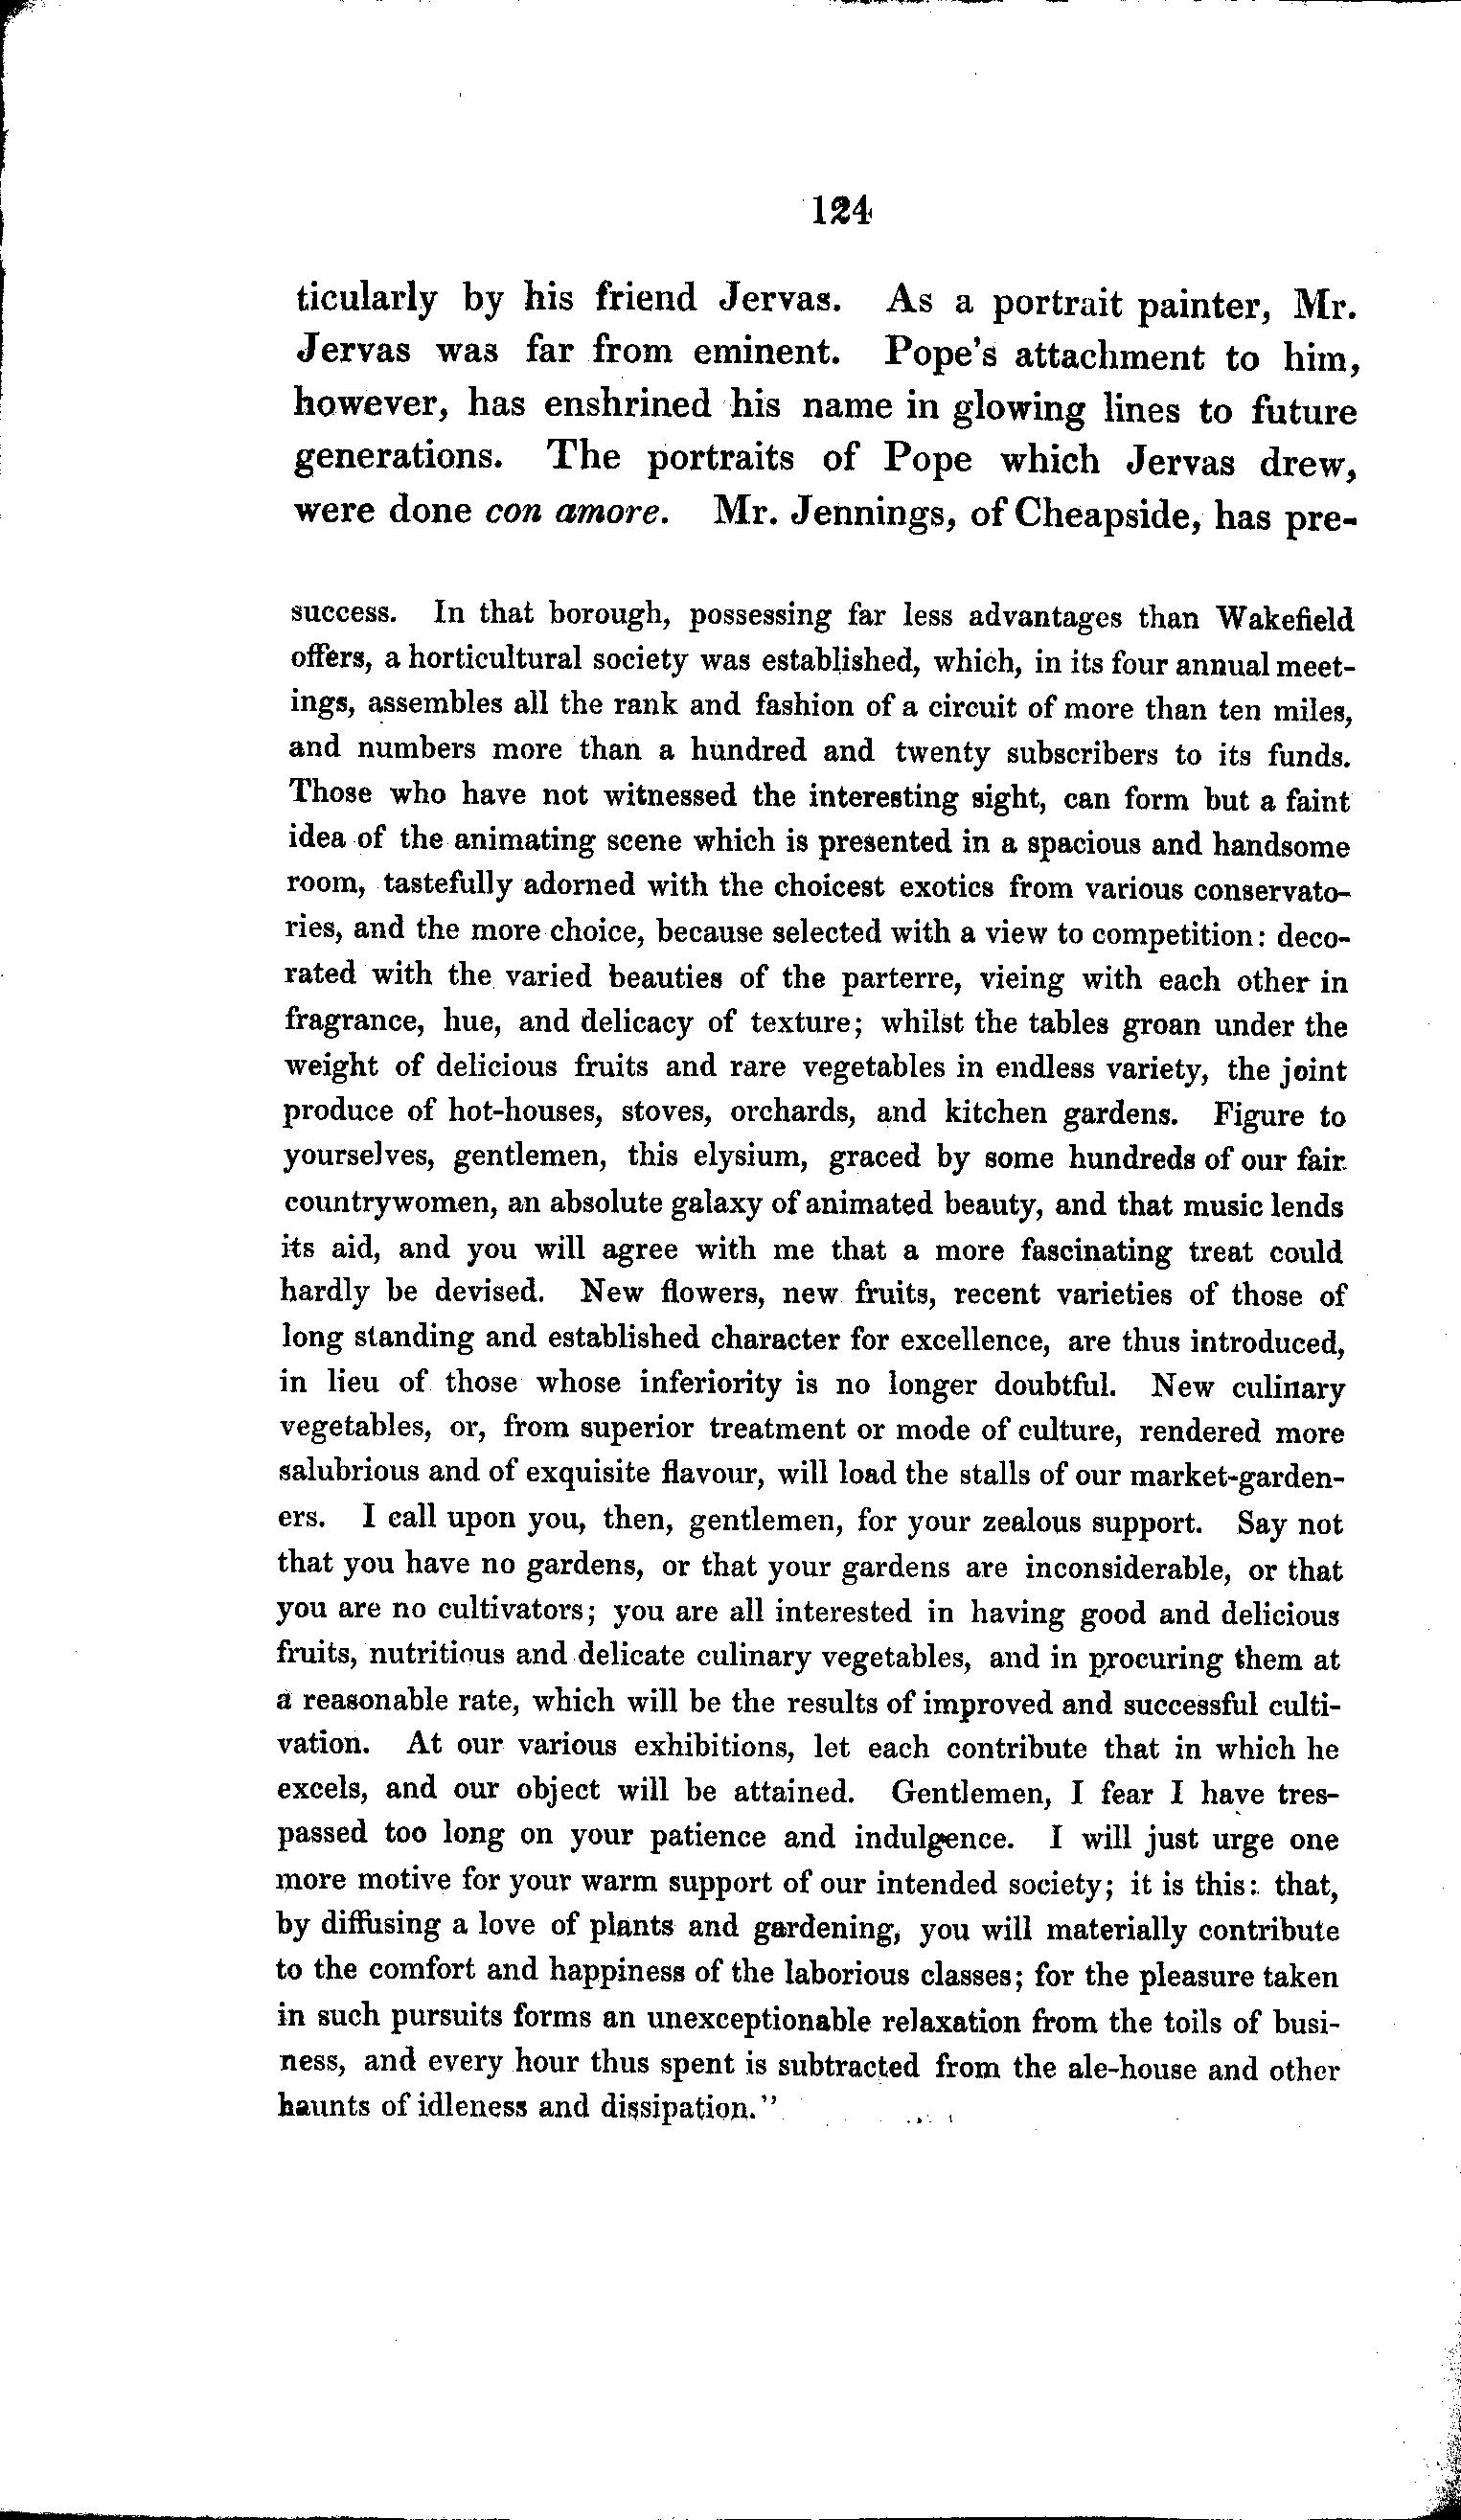 124
ticularly by his friend Jervas. As a portrait painter, Mr.
Jervas was far from eminent. Pope's attachment to him,
however, has enshrined his name in glowing lines to future
generations. The portraits of Pope which Jervas drew,
were done con amore. Mr. Jennings, of Cheapside, has pre-
success. In that borough, possessing far less advantages than Wakefield
offers, a horticultural society was established, which, in its four annual meet-
ings, assembles all the rank and fashion of a circuit of more than ten miles,
and numbers more than a hundred and twenty subscribers to its funds.
Those who have not witnessed the interesting sight, can form but a faint
idea of the animating scene which is presented in a spacious and handsome
room, tastefully adorned with the choicest exotics from various conservato-
ries, and the more choice, because selected with a view to competition: deco-
rated with the varied beauties of the parterre, vieing with each other in
fragrance, hue, and delicacy of texture; whilst the tables groan under the
weight of delicious fruits and rare vegetables in endless variety, the joint
produce of hot-houses, stoves, orchards, and kitchen gardens. Figure to
yourselves, gentlemen, this elysium, graced by some hundreds of our fair
countrywomen, an absolute galaxy of animated beauty, and that music lends
its aid, and you will agree with me that a more fascinating treat could
hardly be devised. New flowers, new fruits, recent varieties of those of
long standing and established character for excellence, are thus introduced,
in lieu of those whose inferiority is no longer doubtful. New culinary
vegetables, or, from superior treatment or mode of culture, rendered more
salubrious and of exquisite flavour, will load the stalls of our market-garden-
ers. I call upon you, then, gentlemen, for your zealous support. Say not
that you have no gardens, or that your gardens are inconsiderable, or that
you are no cultivators; you are all interested in having good and delicious
fruits, nutritious and delicate culinary vegetables, and in procuring them at
a reasonable rate, which will be the results of improved and successful culti-
vation. At our various exhibitions, let each contribute that in which he
excels, and our object will be attained. Gentlemen, I fear I have tres-
passed too long on your patience and indulgence. I will just urge one
more motive for your warm support of our intended society; it is this: that,
by diffusing a love of plants and gardening, you will materially contribute
to the comfort and happiness of the laborious classes; for the pleasure taken
in such pursuits forms an unexceptionable relaxation from the toils of busi-
ness, and every hour thus spent is subtracted from the ale-house and other
haunts of idleness and dissipation."